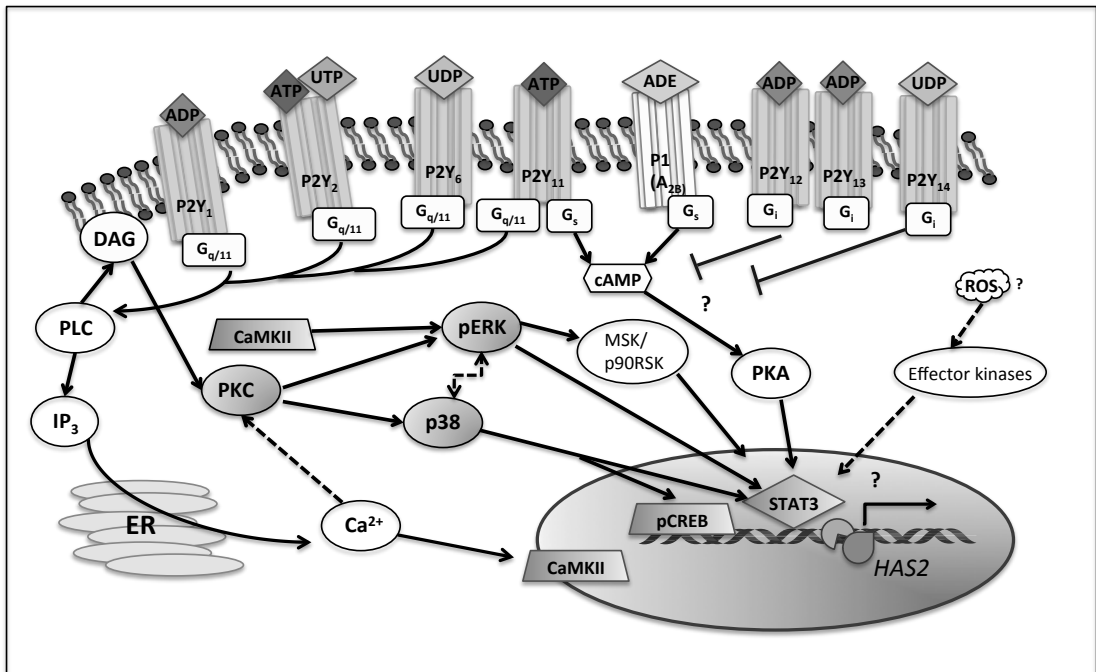 UTP
ATP
UDP
ATP
ADE
ADP
ADP
UDP
ADP
P2Y1
P2Y2
P2Y6
P2Y11
P1
(A2B)
P2Y12
P2Y13
P2Y14
Gq/11
Gq/11
Gq/11
Gq/11
Gs
Gs
Gi
Gi
Gi
DAG
cAMP
?
ROS ?
PLC
CaMKII
pERK
MSK/
p90RSK
PKA
Effector kinases
PKC
IP3
p38
?
STAT3
ER
Ca2+
pCREB
CaMKII
HAS2